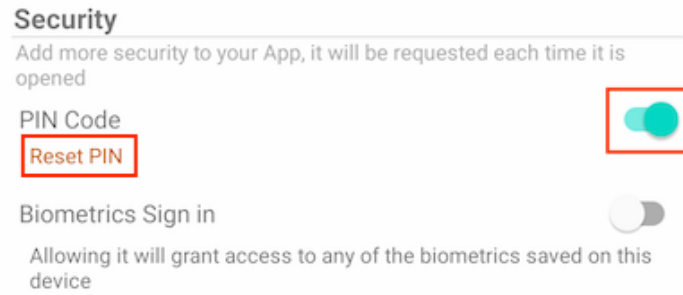 Security
Add more security to your App, it will be requested each time it is
opened
PIN Code
Reset PIN
Biometrics Sign in
Allowing it will grant access to any of the biometrics saved on this
device